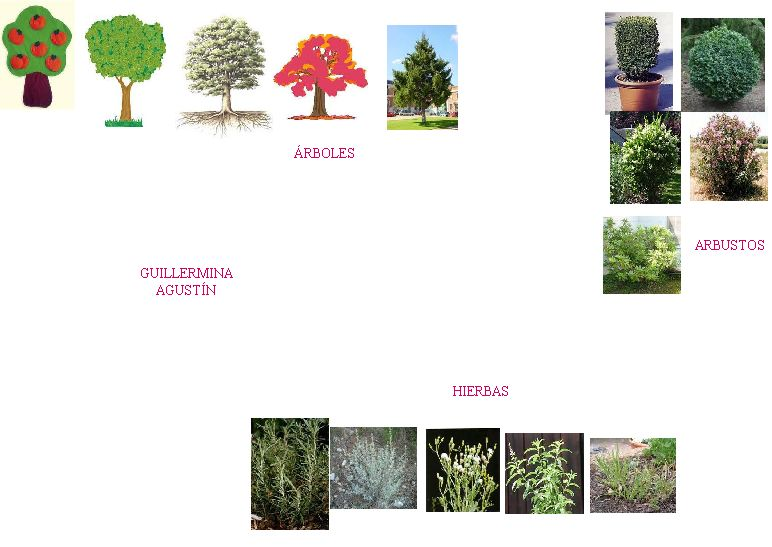 ÁRBOLES
ARBUSTOS
GUILLERMINA
AGUSTÍN
HIERBAS